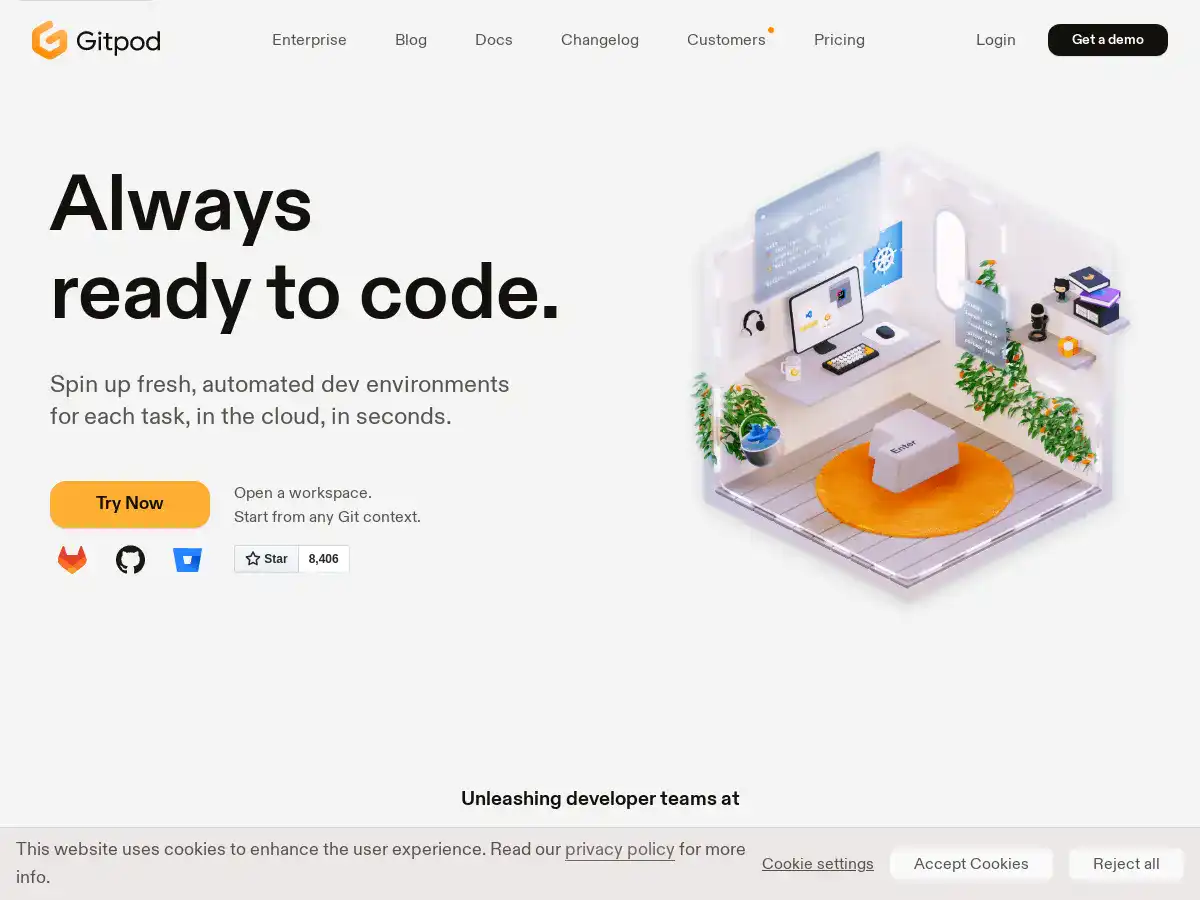 Gitpod
Enterprise
Blog
Docs
Changelog
Customers
Pricing
Login
Get a demo
Always
ready to code.
Spin up fresh, automated dev environments
for each task, in the cloud, in seconds.
Try Now
Open a workspace.
Start from any Git context.
Star
8,406
Enter
Unleashing developer teams at
This website uses cookies to enhance the user experience. Read our privacy policy for more
info.
Cookie settings
Accept Cookies
Reject all